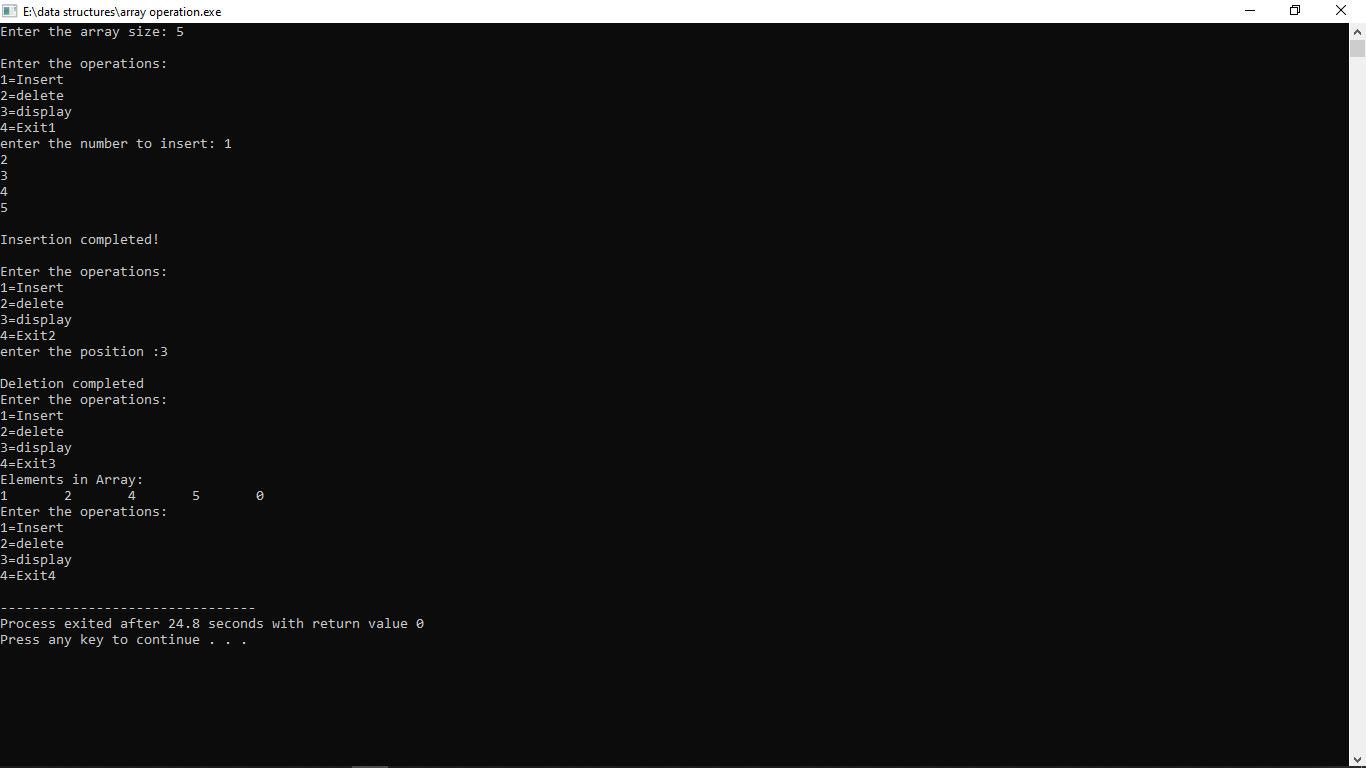 E:\data structures\array operation.exe
Enter the array size: 5
Enter the operations:
1=Insert
2=delete
3=display
4=Exit1
enter the number to insert: 1
2
3
4
5
Insertion completed!
Enter the operations:
1=Insert
2=delete
3=display
4=Exit2
enter the position :3
Deletion completed
Enter the operations:
1=Insert
2=delete
3=display
4=Exit3
Elements in Array:
1       2       4       5       0
Enter the operations:
1=Insert
2=delete
3=display
4=Exit4
--------------------------------
Process exited after 24.8 seconds with return value 0
Press any key to continue . . .